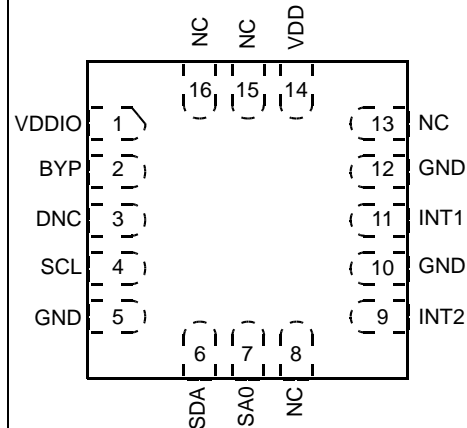 NC NC VDD
16 15 14
VDDIO 1 13 NC
BYP 2 12 GND
DNC 3 11 INT1
SCL 4 10 GND
GND 5 9 INT2
6 7 8
SDA SA0 NC